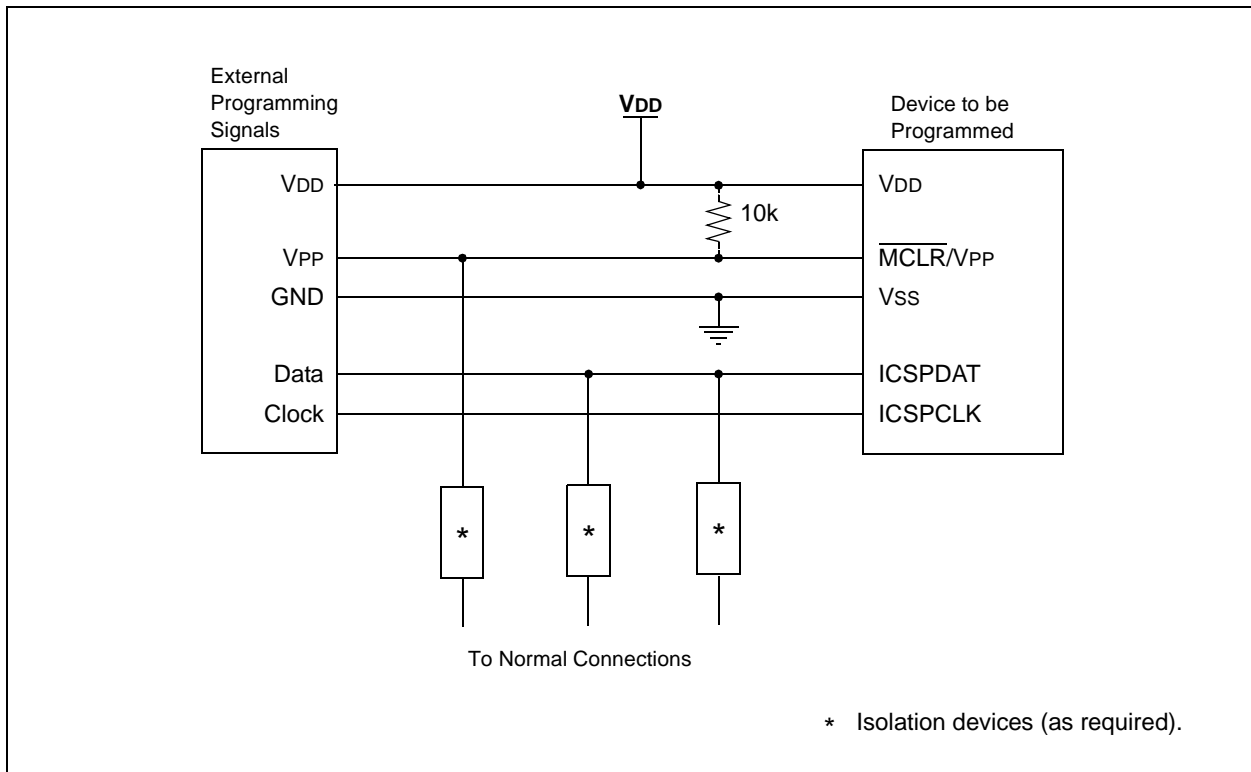 External
Programming
Signals
VDD
Device to be
Programmed
VDD
VDD
10k
VPP
M̅C̅L̅R̅/VPP
GND
VSS
Data
ICSPDAT
Clock
ICSPCLK
*
*
*
To Normal Connections
* Isolation devices (as required).